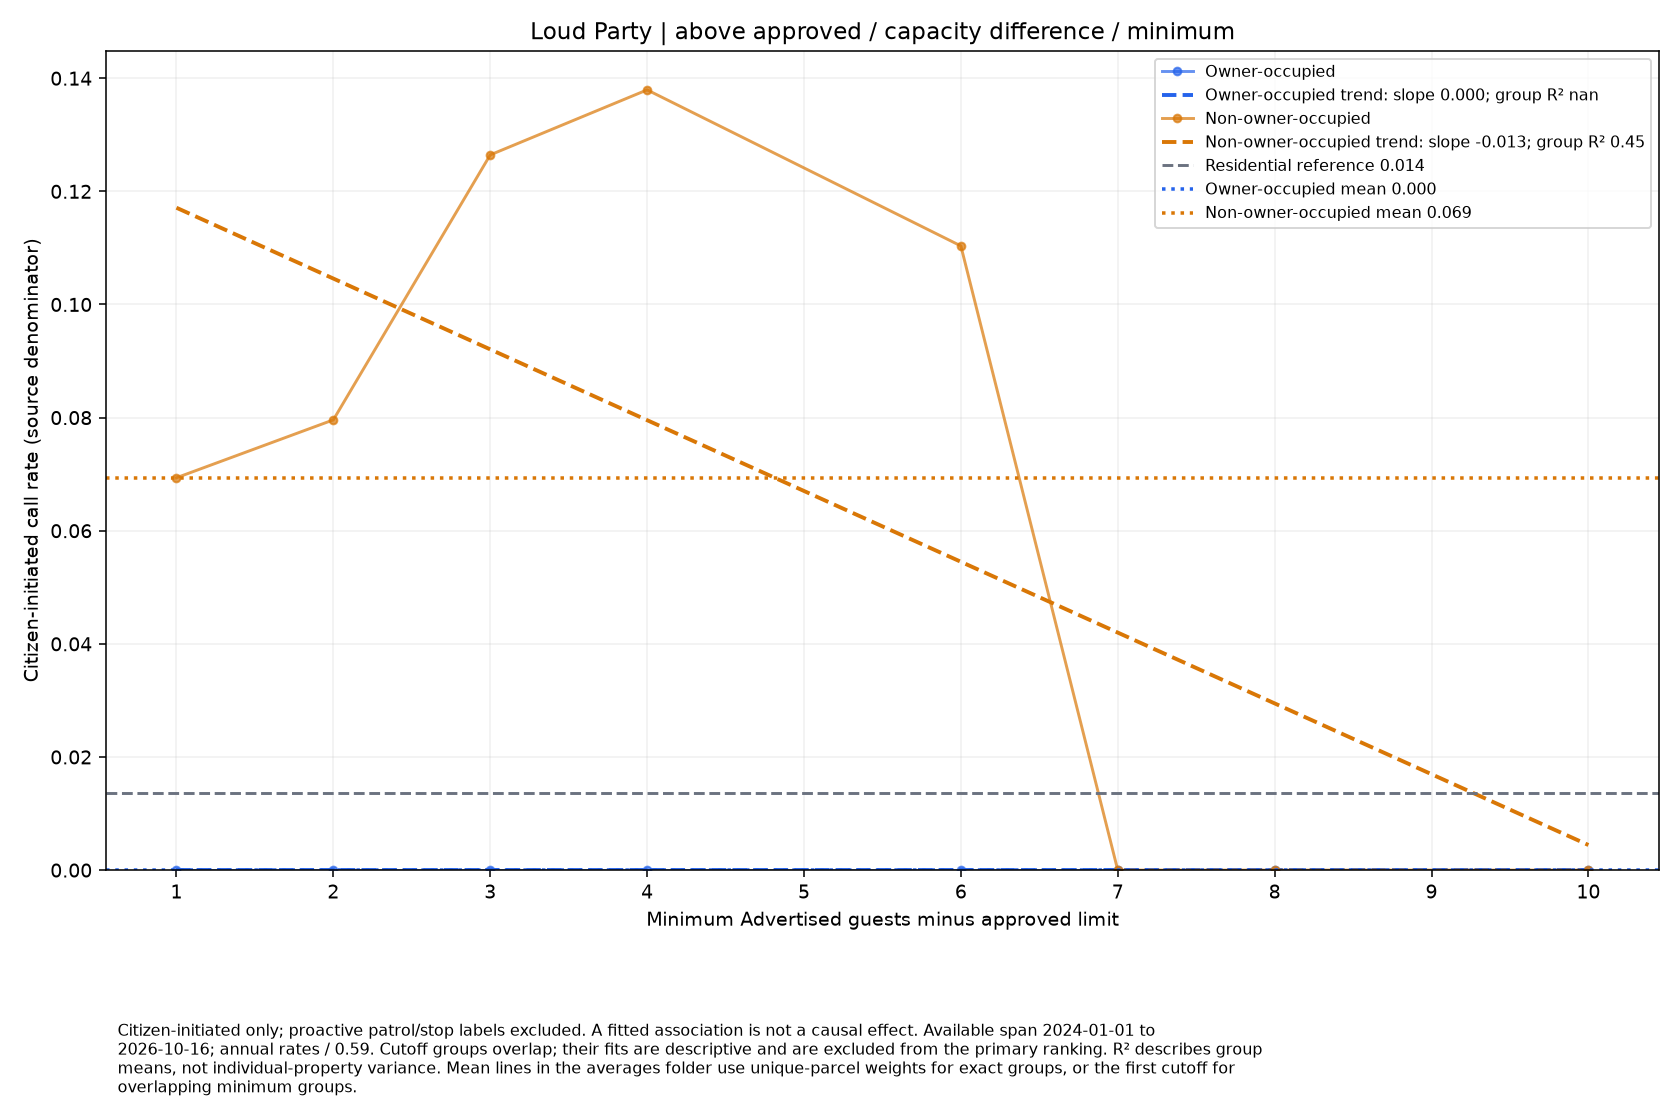 Loud Party | above approved / capacity difference / minimum
Owner-occupied
Owner-occupied trend: slope 0.000; group R² nan
Non-owner-occupied
Non-owner-occupied trend: slope -0.013; group R² 0.45
Residential reference 0.014
Owner-occupied mean 0.000
Non-owner-occupied mean 0.069
Citizen-initiated call rate (source denominator)
0.14
0.12
0.10
0.08
0.06
0.04
0.02
0.00
1 2 3 4 5 6 7 8 9 10
Minimum Advertised guests minus approved limit
Citizen-initiated only; proactive patrol/stop labels excluded. A fitted association is not a causal effect. Available span 2024-01-01 to
2026-10-16; annual rates / 0.59. Cutoff groups overlap; their fits are descriptive and are excluded from the primary ranking. R² describes group
means, not individual-property variance. Mean lines in the averages folder use unique-parcel weights for exact groups, or the first cutoff for
overlapping minimum groups.